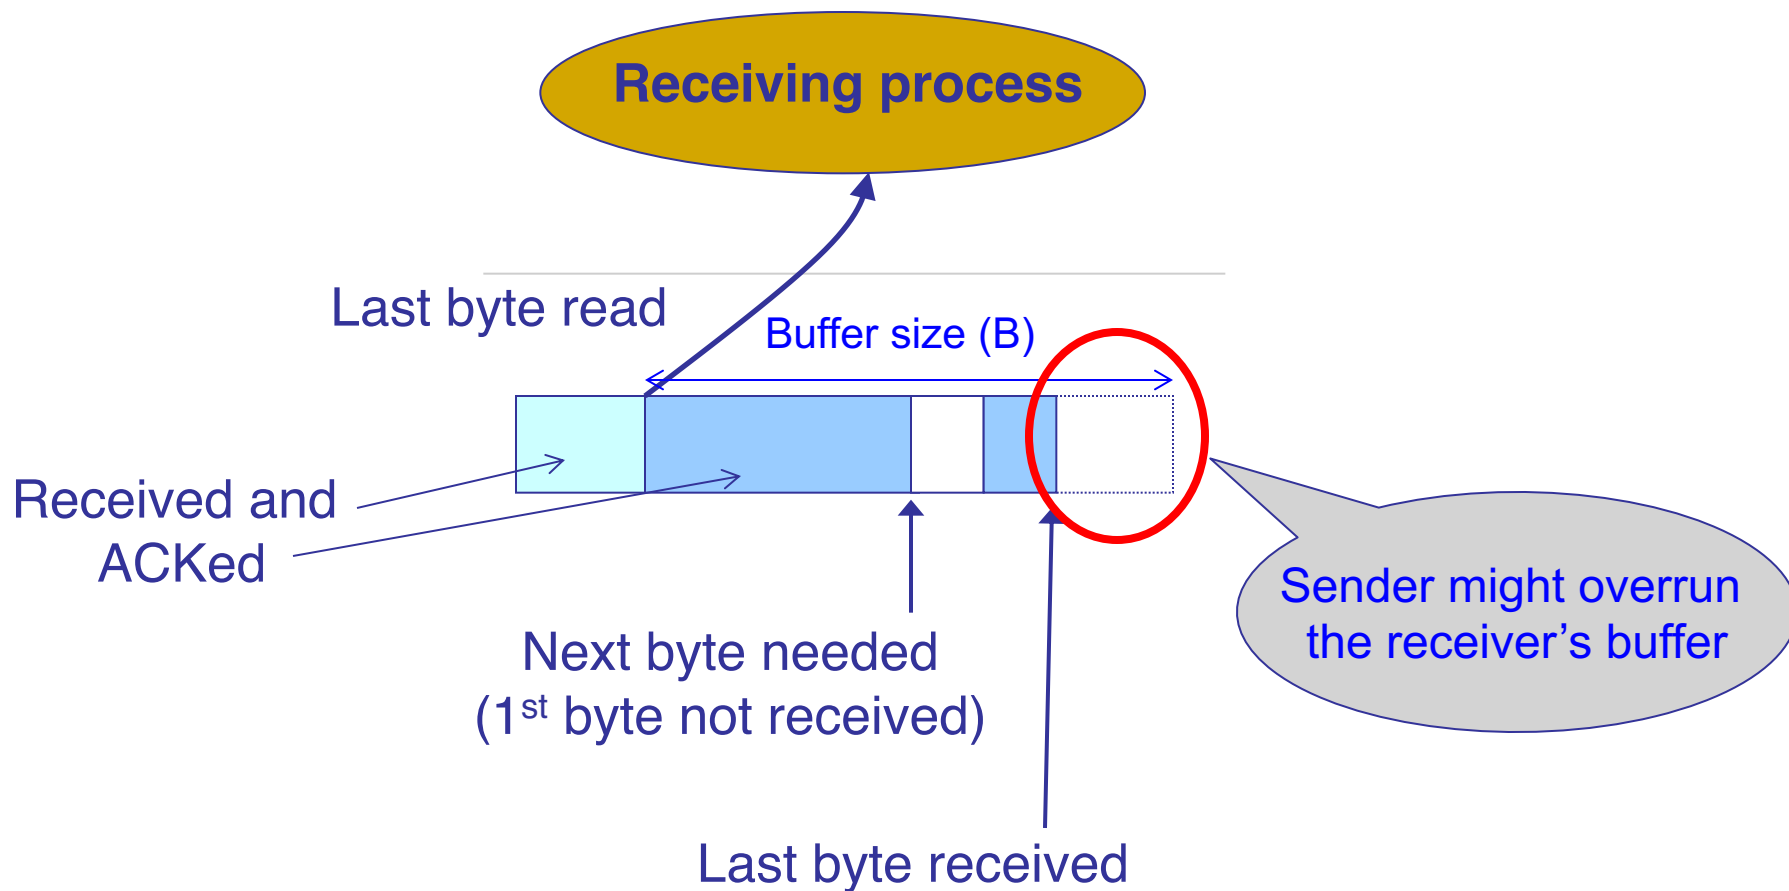 Receiving process
Last byte read
Buffer size (B)
Received and
ACKed
Sender might overrun
the receiver’s buffer
Next byte needed
(1st byte not received)
Last byte received